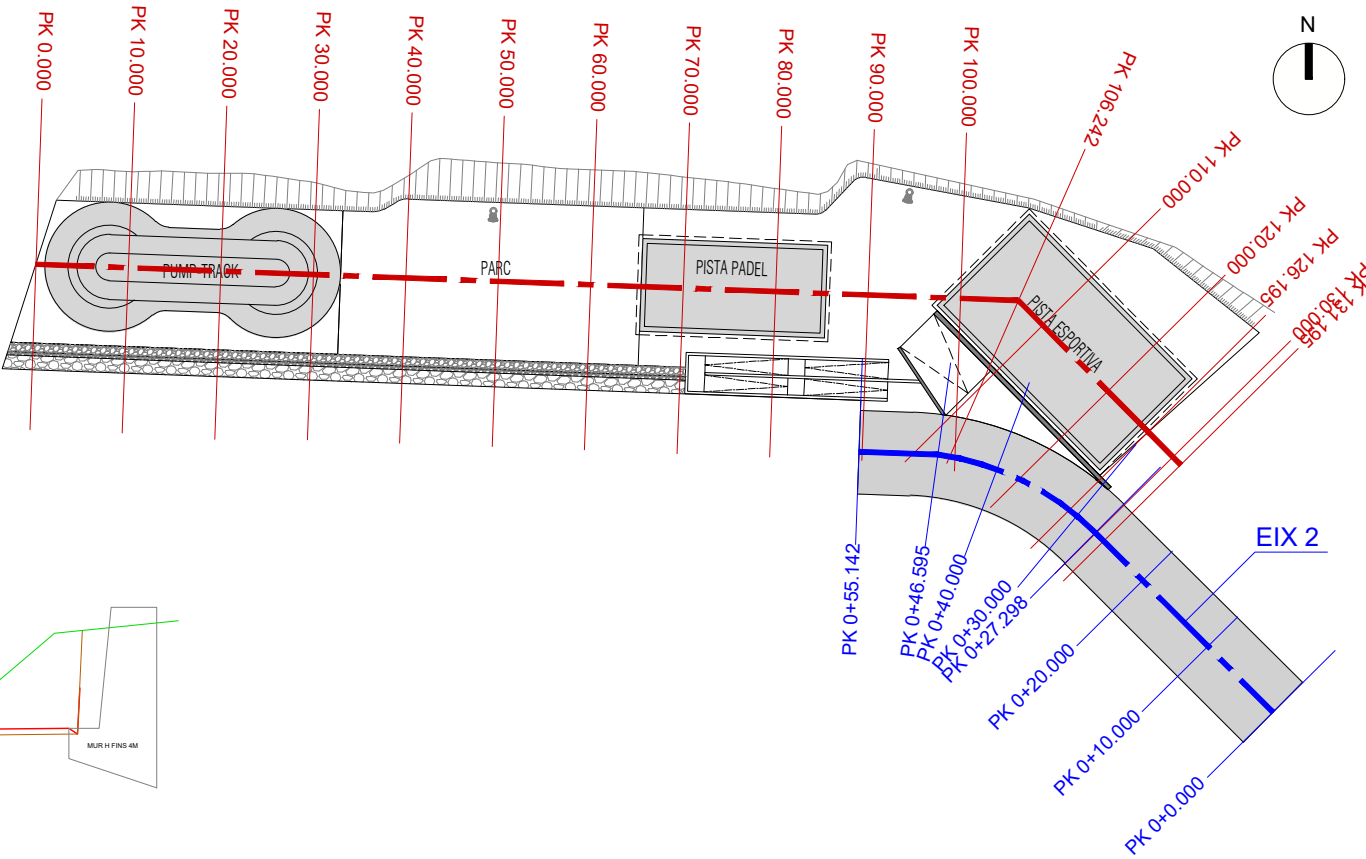 N
PK 0.000
PK 10.000
PK 20.000
PK 30.000
PK 40.000
PK 50.000
PK 60.000
PK 70.000
PK 80.000
PK 90.000
PK 100.000
PK 106.242
PK 110.000
PK 120.000
PK 126.195
PK 130.000
PK 131.195
PUMP TRACK
PARC
PISTA PADEL
PISTA ESPORTIVA
EIX 2
PK 0+55.142
PK 0+46.595
PK 0+40.000
PK 0+30.000
PK 0+27.298
PK 0+20.000
PK 0+10.000
PK 0+0.000
MUR H FINS 4M